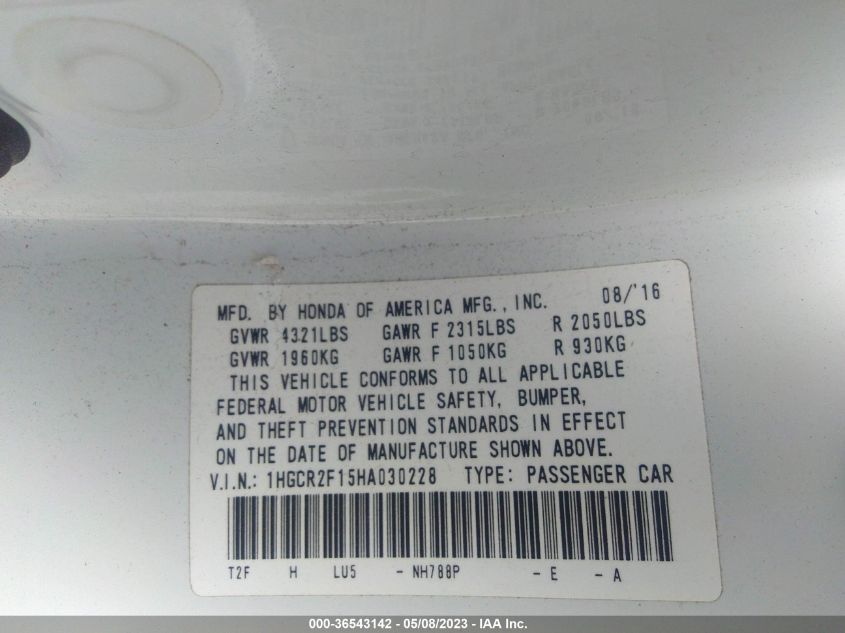 MFD. BY HONDA OF AMERICA MFG., INC. 08/'16
GVWR 4321LBS GAWR F 2315LBS R 2050LBS
GVWR 1960KG GAWR F 1050KG R 930KG
THIS VEHICLE CONFORMS TO ALL APPLICABLE
FEDERAL MOTOR VEHICLE SAFETY, BUMPER,
AND THEFT PREVENTION STANDARDS IN EFFECT
ON THE DATE OF MANUFACTURE SHOWN ABOVE.
V.I.N.: 1HGCR2F15HA030228 TYPE: PASSENGER CAR
T2F H LU5 - NH788P - E - A
000-36543142 - 05/08/2023 - IAA Inc.